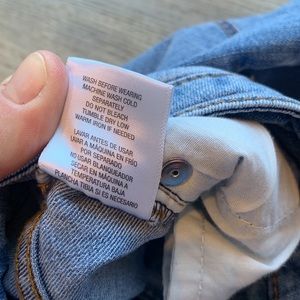 WASH BEFORE WEARING
MACHINE WASH COLD
SEPARATELY
DO NOT BLEACH
TUMBLE DRY LOW
WARM IRON IF NEEDED
LAVAR ANTES DE USAR
LAVAR A MÁQUINA EN FRÍO
POR SEPARADO
NO USAR BLANQUEADOR
SECAR EN MÁQUINA A
TEMPERATURA BAJA
PLANCHA TIBIA SI ES NECESARIO